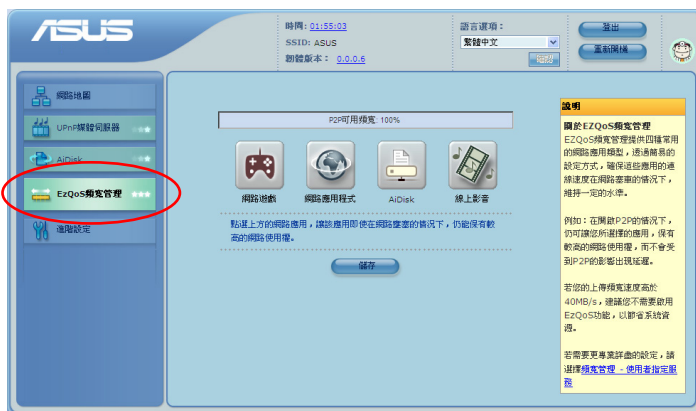 ASUS
時間: 01:55:03
SSID: ASUS
韌體版本: 0.0.0.6
語言選項:
繁體中文
登出
重新開機
網路地圖
UPnP媒體伺服器
AiDisk
EzQoS頻寬管理
進階設定
P2P可用頻寬: 100%
網路遊戲
網路應用程式
AiDisk
線上影音
點選上方的網路應用，讓該應用即使在網路壅塞的情況下，仍能保有較
高的網路使用權。
儲存
說明
關於EZQoS頻寬管理
EZQoS頻寬管理提供四種常用
的網路應用類型，透過簡易的
設定方式，確保這些應用的連
線速度在網路塞車的情況下，
維持一定的水準。
例如：在開啟P2P的情況下，
仍可讓您所選擇的應用，保有
較高的網路使用權，而不會受
到P2P的影響出現延遲。
若您的上傳頻寬速度高於
40MB/s，建議您不需要啟用
EzQoS功能，以節省系統資
源。
若需要更專業詳盡的設定，請
選擇頻寬管理 - 使用者指定服
務